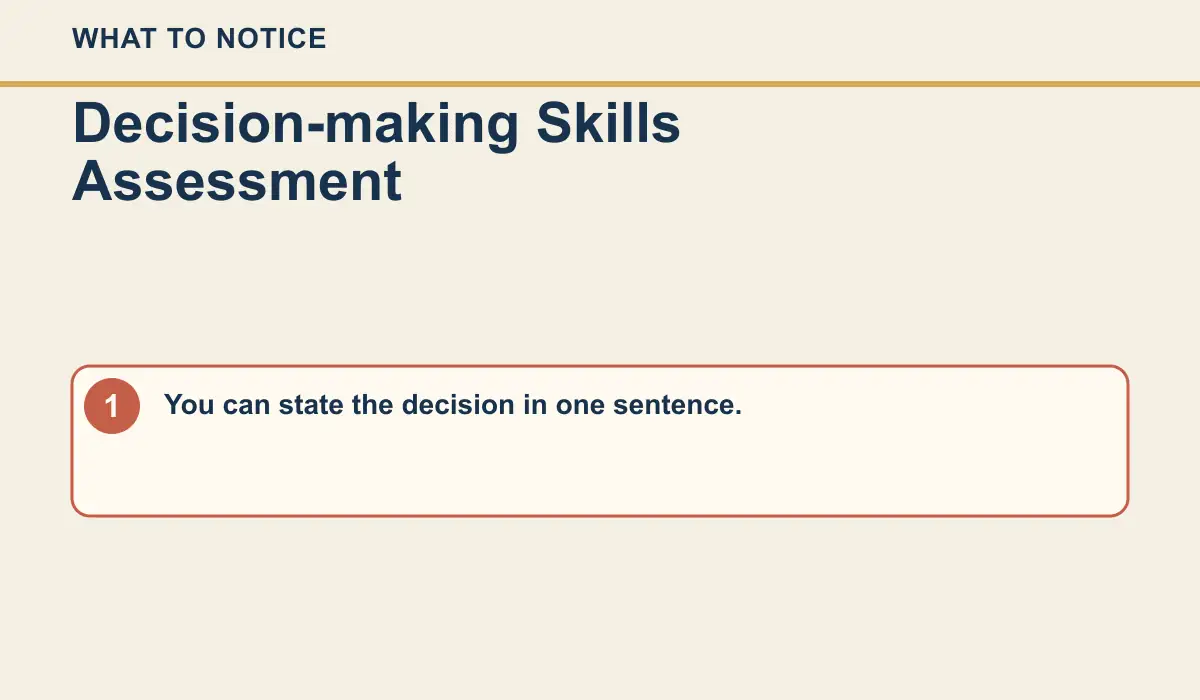 WHAT TO NOTICE
Decision-making Skills
Assessment
1
You can state the decision in one sentence.